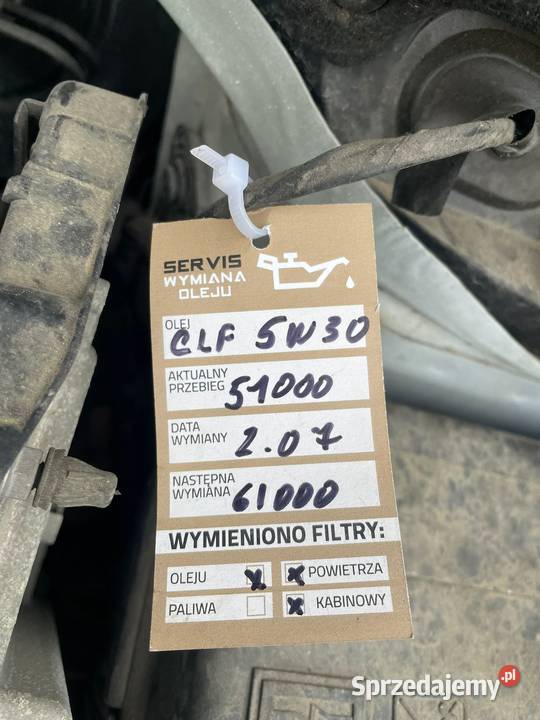 SERVIS
WYMIANA
OLEJU
OLEJ
ELF 5W30
AKTUALNY
PRZEBIEG
51000
DATA
WYMIANY
2.07
NASTĘPNA
WYMIANA
61000
WYMIENIONO FILTRY:
OLEJU x
x POWIETRZA
PALIWA
x KABINOWY
Sprzedajemy.pl